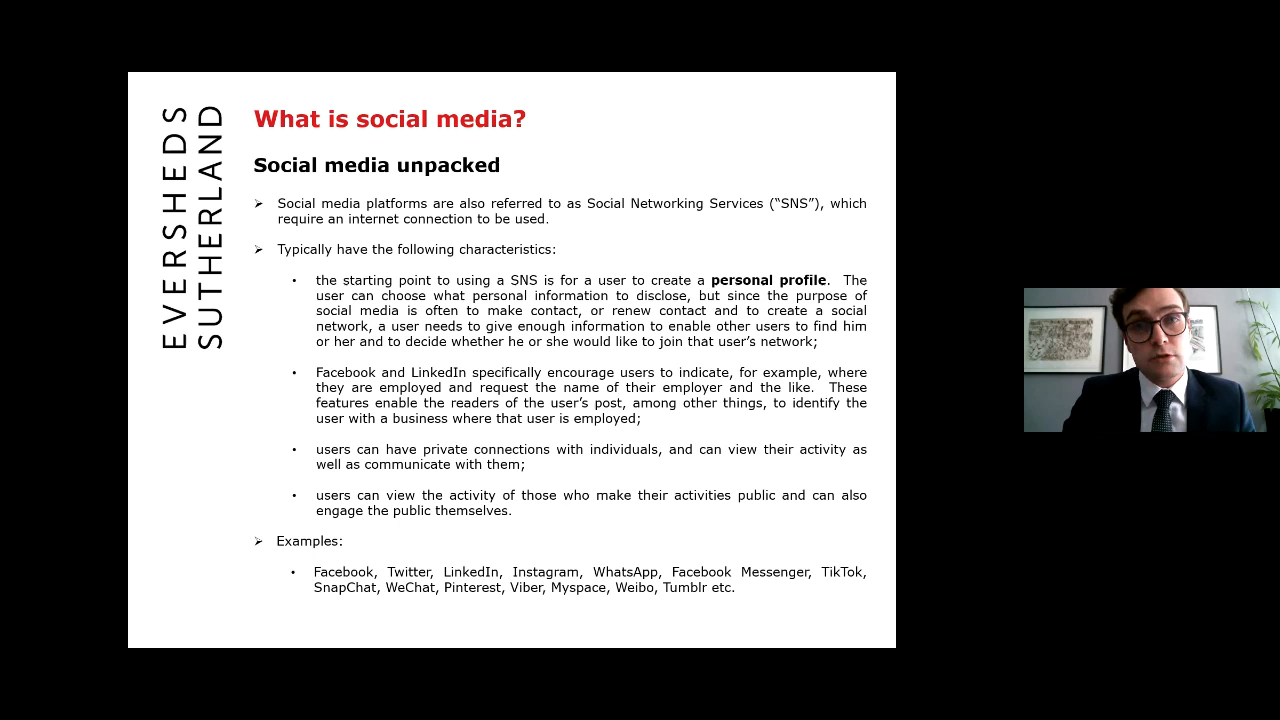 EVERSHEDS
SUTHERLAND
What is social media?
Social media unpacked
➢ Social media platforms are also referred to as Social Networking Services (“SNS”), which
require an internet connection to be used.
➢ Typically have the following characteristics:
• the starting point to using a SNS is for a user to create a personal profile. The
user can choose what personal information to disclose, but since the purpose of
social media is often to make contact, or renew contact and to create a social
network, a user needs to give enough information to enable other users to find him
or her and to decide whether he or she would like to join that user’s network;
• Facebook and LinkedIn specifically encourage users to indicate, for example, where
they are employed and request the name of their employer and the like. These
features enable the readers of the user’s post, among other things, to identify the
user with a business where that user is employed;
• users can have private connections with individuals, and can view their activity as
well as communicate with them;
• users can view the activity of those who make their activities public and can also
engage the public themselves.
➢ Examples:
• Facebook, Twitter, LinkedIn, Instagram, WhatsApp, Facebook Messenger, TikTok,
SnapChat, WeChat, Pinterest, Viber, Myspace, Weibo, Tumblr etc.